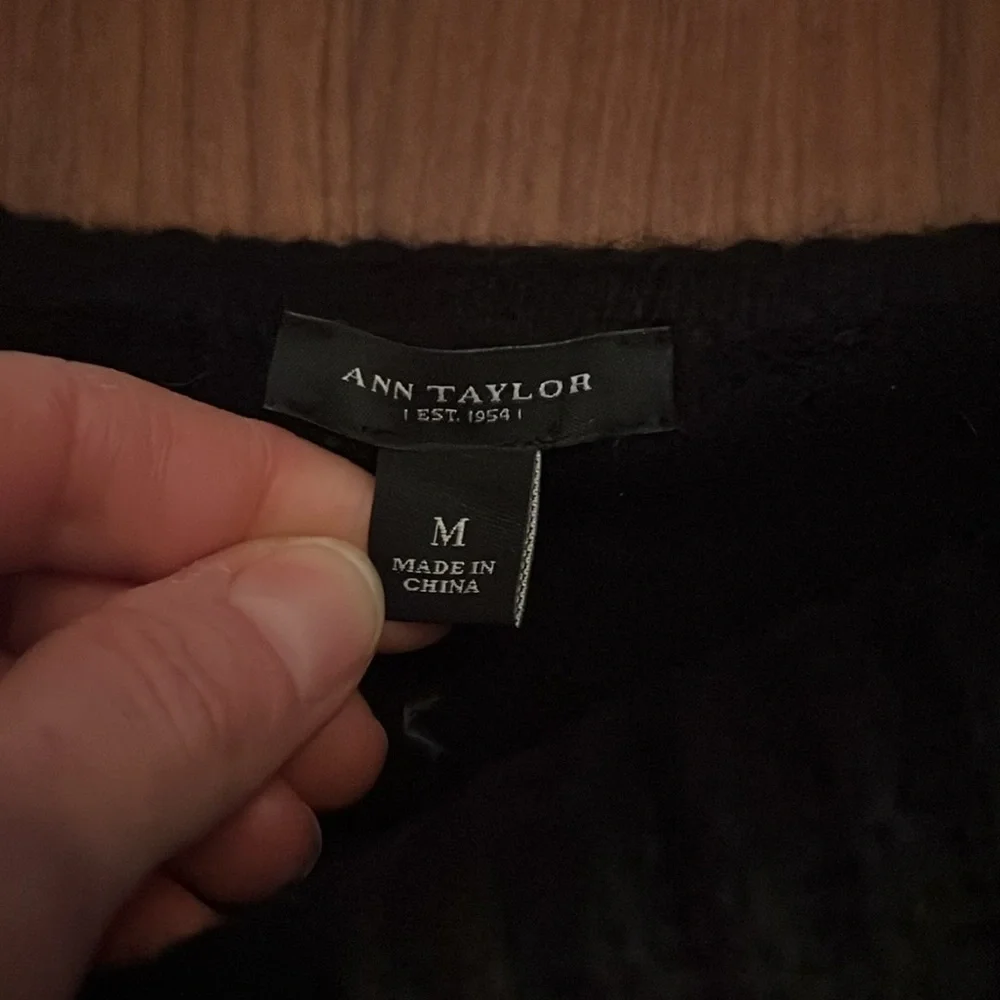 ANN TAYLOR
| EST. 1954 |
M
MADE IN
CHINA